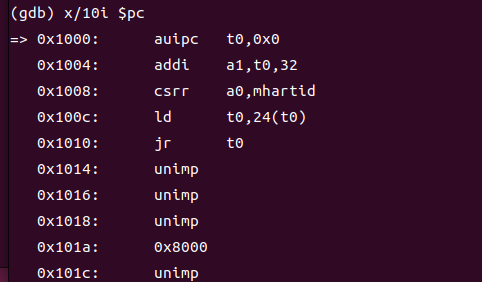 (gdb) x/10i $pc
=> 0x1000: auipc t0,0x0
0x1004: addi a1,t0,32
0x1008: csrr a0,mhartid
0x100c: ld t0,24(t0)
0x1010: jr t0
0x1014: unimp
0x1016: unimp
0x1018: unimp
0x101a: 0x8000
0x101c: unimp